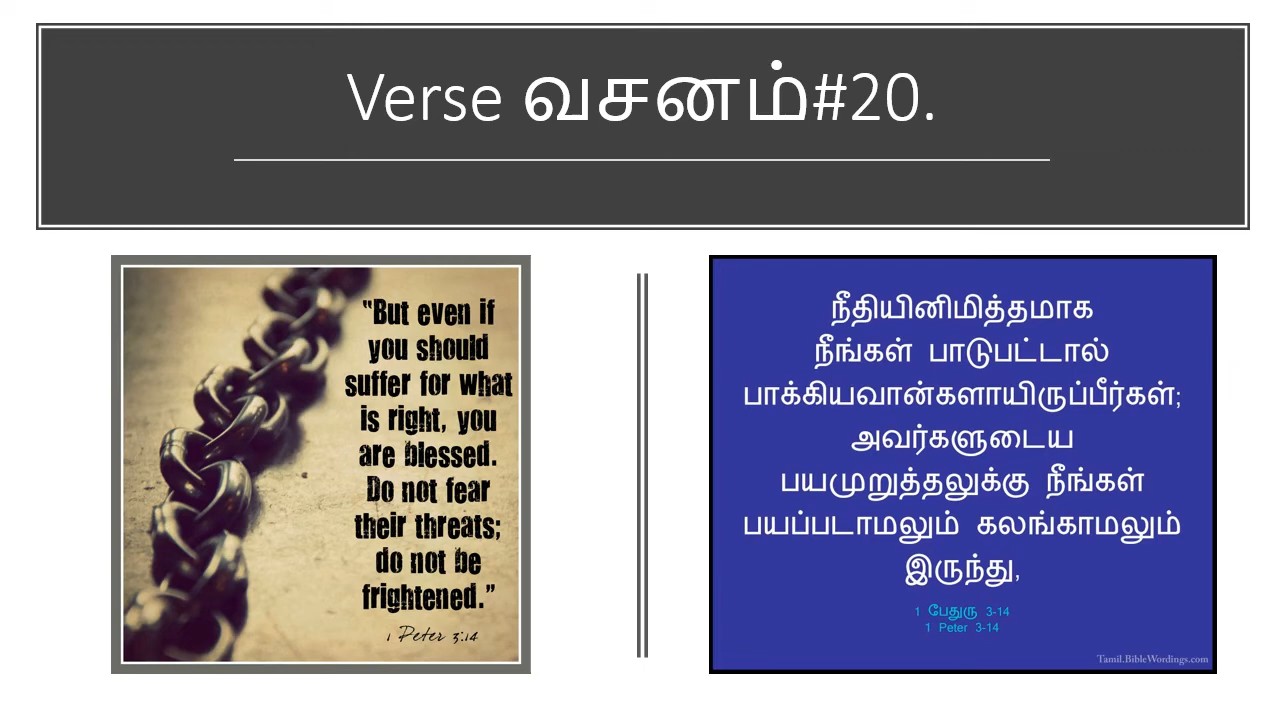 Verse வசனம்#20.
"But even if
you should
suffer for what
is right, you
are blessed.
Do not fear
their threats;
do not be
frightened."
1 Peter 3:14
நீதியினிமித்தமாக
நீங்கள் பாடுபட்டால்
பாக்கியவான்களாயிருப்பீர்கள்;
அவர்களுடைய
பயமுறுத்தலுக்கு நீங்கள்
பயப்படாமலும் கலங்காமலும்
இருந்து,
1 பேதுரு 3-14
1 Peter 3-14
Tamil.BibleWordings.com